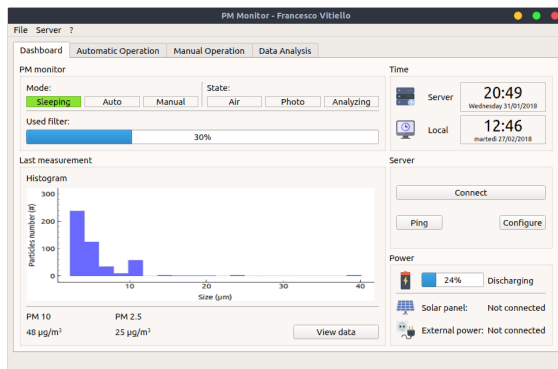 PM Monitor - Francesco Vitiello
File Server ?
Dashboard Automatic Operation Manual Operation Data Analysis
PM monitor
Mode: State:
Sleeping Auto Manual Air Photo Analyzing
Used Filter:
30%
Time
Server 20:49
Wednesday 31/01/2018
Local 12:46
martedì 27/02/2018
Last measurement
Histogram
Particles number (#)
300
200
100
0
10 20 30 40
Size (μm)
PM 10 PM 2.5
48 μg/m³ 25 μg/m³ View data
Server
Connect
Ping Configure
Power
24% Discharging
Solar panel: Not connected
External power: Not connected